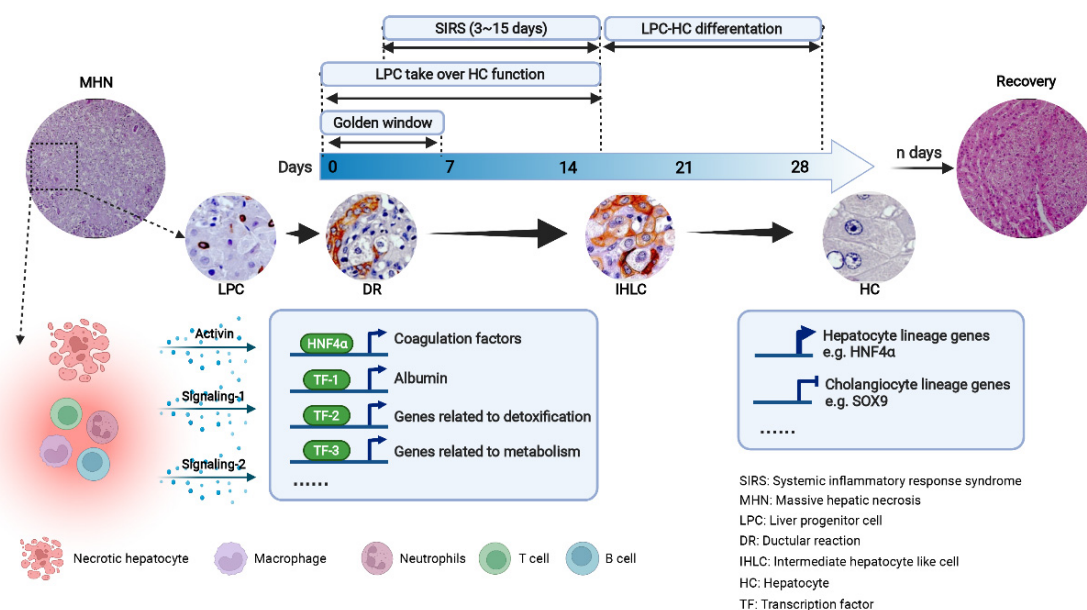 SIRS (3~15 days)
LPC-HC differentation
MHN
LPC take over HC function
Recovery
Golden window
Days
0
7
14
21
28
n days
LPC
DR
IHLC
HC
Activin
Signaling-1
Signaling-2
HNF4α
Coagulation factors
TF-1
Albumin
TF-2
Genes related to detoxification
TF-3
Genes related to metabolism
......
Hepatocyte lineage genes
e.g. HNF4α
Cholangiocyte lineage genes
e.g. SOX9
......
SIRS: Systemic inflammatory response syndrome
MHN: Massive hepatic necrosis
LPC: Liver progenitor cell
DR: Ductular reaction
IHLC: Intermediate hepatocyte like cell
HC: Hepatocyte
TF: Transcription factor
Necrotic hepatocyte
Macrophage
Neutrophils
T cell
B cell